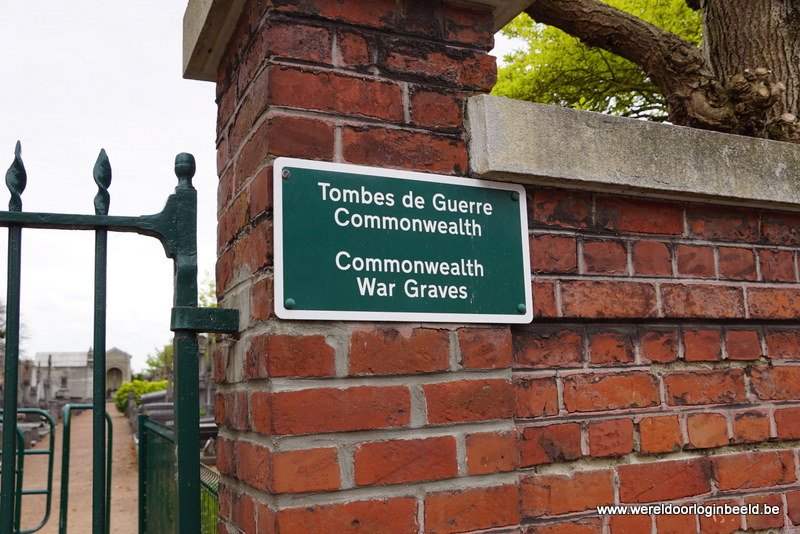 Tombes de Guerre
Commonwealth
Commonwealth
War Graves
www.wereldoorloginbeeld.be